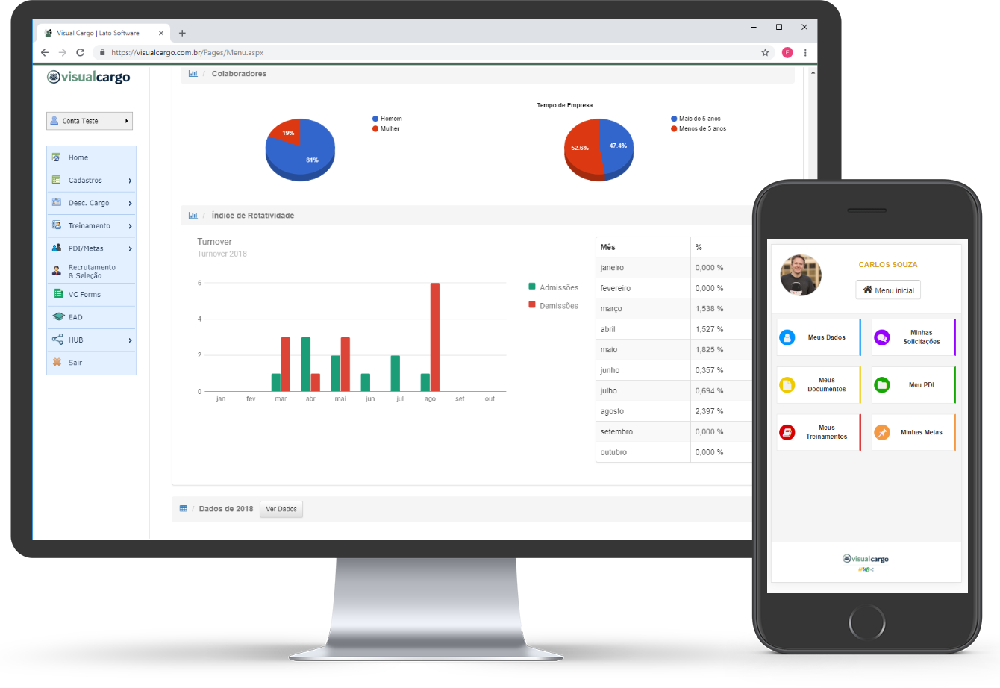 Visual Cargo | Lato Software
https://visualcargo.com.br/Pages/Menu.aspx
F
visualcargo
Conta Teste
Home
Cadastros
Desc. Cargo
Treinamento
PDI/Metas
Recrutamento
& Seleção
VC Forms
EAD
HUB
Sair
/ Colaboradores
Homem
Mulher
19%
81%
Tempo de Empresa
Mais de 5 anos
Menos de 5 anos
52.6%
47.4%
/ Índice de Rotatividade
Turnover
Turnover 2018
6
4
2
0
jan fev mar abr mai jun jul ago set out
Admissões
Demissões
Mês %
janeiro 0,000 %
fevereiro 0,000 %
março 1,538 %
abril 1,527 %
maio 1,825 %
junho 0,357 %
julho 0,694 %
agosto 2,397 %
setembro 0,000 %
outubro 0,000 %
/ Dados de 2018 Ver Dados
CARLOS SOUZA
Menu inicial
Meus Dados
Minhas
Solicitações
Meus
Documentos
Meu PDI
Meus
Treinamentos
Minhas Metas
visualcargo
HUB